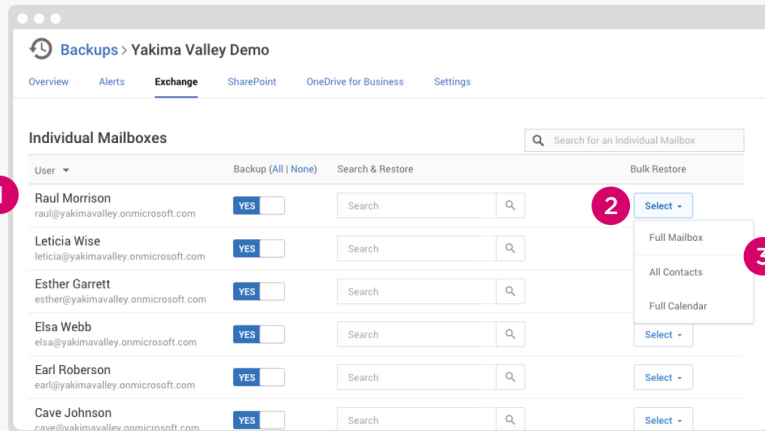 Backups > Yakima Valley Demo
Overview Alerts Exchange SharePoint OneDrive for Business Settings
Individual Mailboxes
Search for an Individual Mailbox
User Backup (All | None) Search & Restore Bulk Restore
1
Raul Morrison
raul@yakimavalley.onmicrosoft.com
YES
Search
2
Select
Leticia Wise
leticia@yakimavalley.onmicrosoft.com
YES
Search
Full Mailbox
3
All Contacts
Full Calendar
Esther Garrett
esther@yakimavalley.onmicrosoft.com
YES
Search
Elsa Webb
elsa@yakimavalley.onmicrosoft.com
YES
Search
Select
Earl Roberson
earl@yakimavalley.onmicrosoft.com
YES
Search
Select
Cave Johnson
cave@yakimavalley.onmicrosoft.com
YES
Search
Select